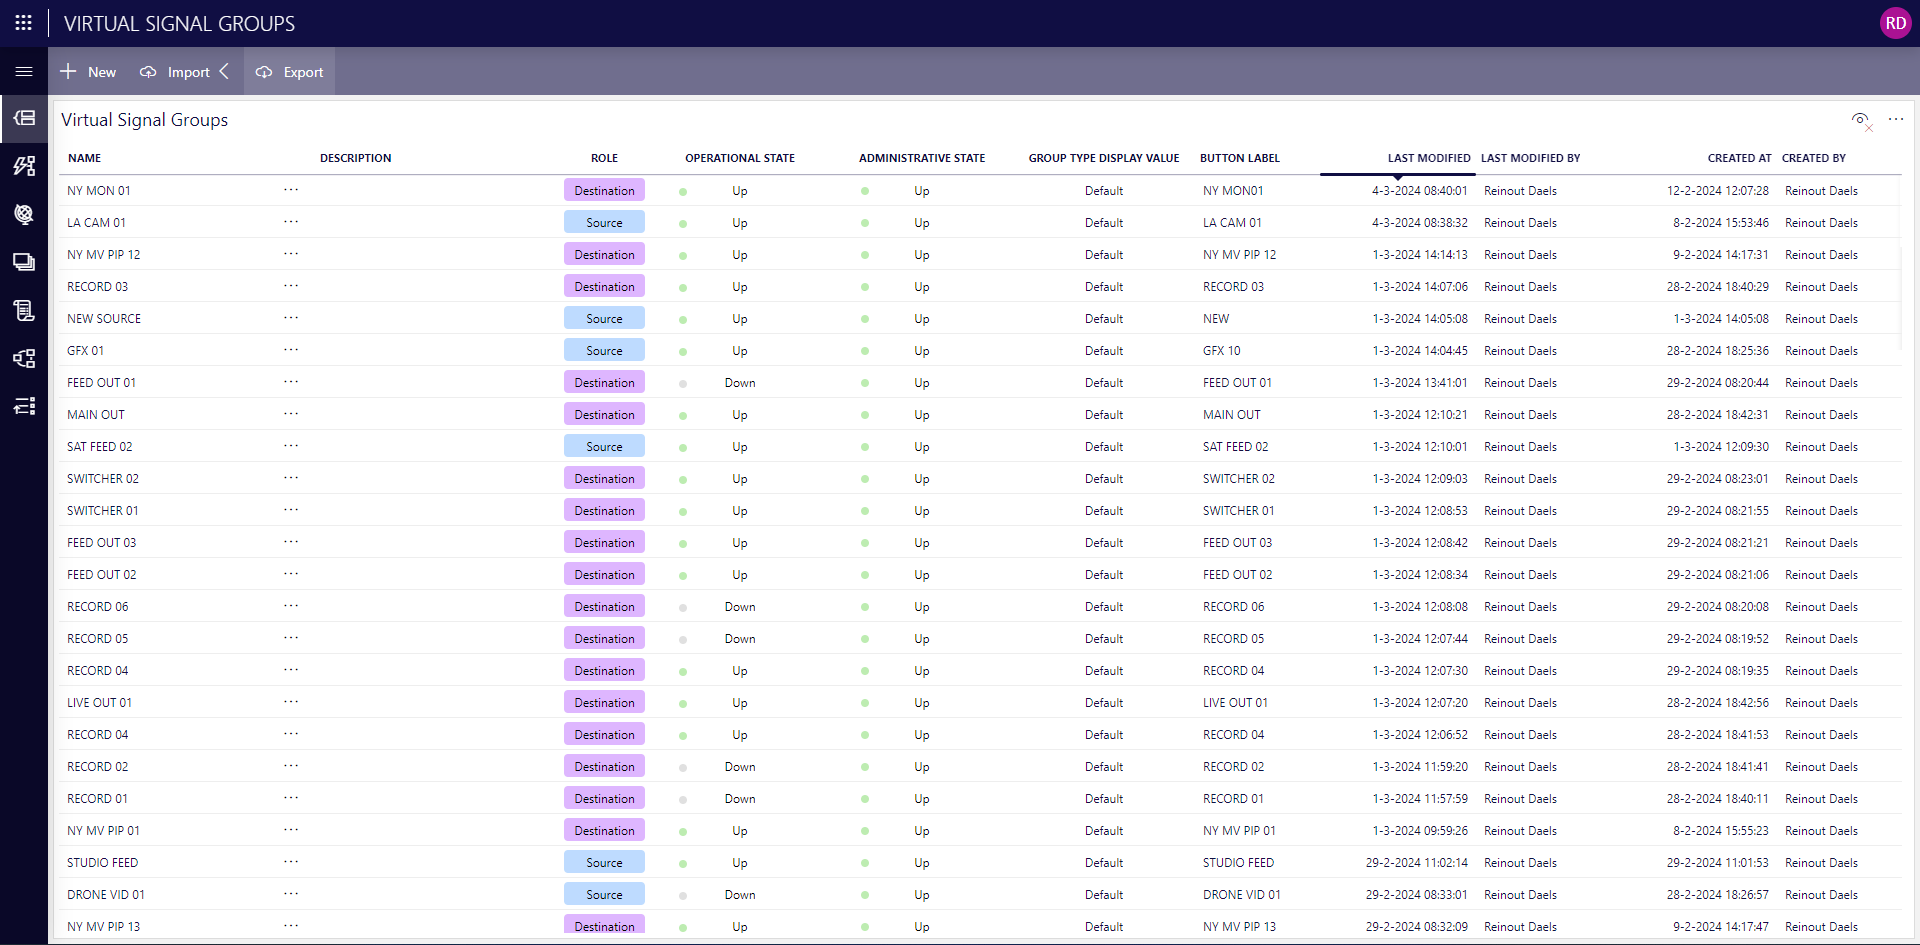 VIRTUAL SIGNAL GROUPS RD
New Import Export
Virtual Signal Groups
NAME DESCRIPTION ROLE OPERATIONAL STATE ADMINISTRATIVE STATE GROUP TYPE DISPLAY VALUE BUTTON LABEL LAST MODIFIED LAST MODIFIED BY CREATED AT CREATED BY
NY MON 01 ... Destination Up Up Default NY MON01 4-3-2024 08:40:01 Reinout Daels 12-2-2024 12:07:28 Reinout Daels
LA CAM 01 ... Source Up Up Default LA CAM 01 4-3-2024 08:38:32 Reinout Daels 8-2-2024 15:53:46 Reinout Daels
NY MV PIP 12 ... Destination Up Up Default NY MV PIP 12 1-3-2024 14:14:13 Reinout Daels 9-2-2024 14:17:31 Reinout Daels
RECORD 03 ... Destination Up Up Default RECORD 03 1-3-2024 14:07:06 Reinout Daels 28-2-2024 18:40:29 Reinout Daels
NEW SOURCE ... Source Up Up Default NEW 1-3-2024 14:05:08 Reinout Daels 1-3-2024 14:05:08 Reinout Daels
GFX 01 ... Source Up Up Default GFX 10 1-3-2024 14:04:45 Reinout Daels 28-2-2024 18:25:36 Reinout Daels
FEED OUT 01 ... Destination Down Up Default FEED OUT 01 1-3-2024 13:41:01 Reinout Daels 29-2-2024 08:20:44 Reinout Daels
MAIN OUT ... Destination Up Up Default MAIN OUT 1-3-2024 12:10:21 Reinout Daels 28-2-2024 18:42:31 Reinout Daels
SAT FEED 02 ... Source Up Up Default SAT FEED 02 1-3-2024 12:10:01 Reinout Daels 1-3-2024 12:09:30 Reinout Daels
SWITCHER 02 ... Destination Up Up Default SWITCHER 02 1-3-2024 12:09:03 Reinout Daels 29-2-2024 08:23:01 Reinout Daels
SWITCHER 01 ... Destination Up Up Default SWITCHER 01 1-3-2024 12:08:53 Reinout Daels 29-2-2024 08:21:55 Reinout Daels
FEED OUT 03 ... Destination Up Up Default FEED OUT 03 1-3-2024 12:08:42 Reinout Daels 29-2-2024 08:21:21 Reinout Daels
FEED OUT 02 ... Destination Up Up Default FEED OUT 02 1-3-2024 12:08:34 Reinout Daels 29-2-2024 08:21:06 Reinout Daels
RECORD 06 ... Destination Down Up Default RECORD 06 1-3-2024 12:08:08 Reinout Daels 29-2-2024 08:20:08 Reinout Daels
RECORD 05 ... Destination Down Up Default RECORD 05 1-3-2024 12:07:44 Reinout Daels 29-2-2024 08:19:52 Reinout Daels
RECORD 04 ... Destination Up Up Default RECORD 04 1-3-2024 12:07:30 Reinout Daels 29-2-2024 08:19:35 Reinout Daels
LIVE OUT 01 ... Destination Up Up Default LIVE OUT 01 1-3-2024 12:07:20 Reinout Daels 28-2-2024 18:42:56 Reinout Daels
RECORD 04 ... Destination Up Up Default RECORD 04 1-3-2024 12:06:52 Reinout Daels 28-2-2024 18:41:53 Reinout Daels
RECORD 02 ... Destination Down Up Default RECORD 02 1-3-2024 11:59:20 Reinout Daels 28-2-2024 18:41:41 Reinout Daels
RECORD 01 ... Destination Down Up Default RECORD 01 1-3-2024 11:57:59 Reinout Daels 28-2-2024 18:40:11 Reinout Daels
NY MV PIP 01 ... Destination Up Up Default NY MV PIP 01 1-3-2024 09:59:26 Reinout Daels 8-2-2024 15:55:23 Reinout Daels
STUDIO FEED ... Source Up Up Default STUDIO FEED 29-2-2024 11:02:14 Reinout Daels 29-2-2024 11:01:53 Reinout Daels
DRONE VID 01 ... Source Down Up Default DRONE VID 01 29-2-2024 08:33:01 Reinout Daels 28-2-2024 18:26:57 Reinout Daels
NY MV PIP 13 ... Destination Up Up Default NY MV PIP 13 29-2-2024 08:32:09 Reinout Daels 9-2-2024 14:17:47 Reinout Daels